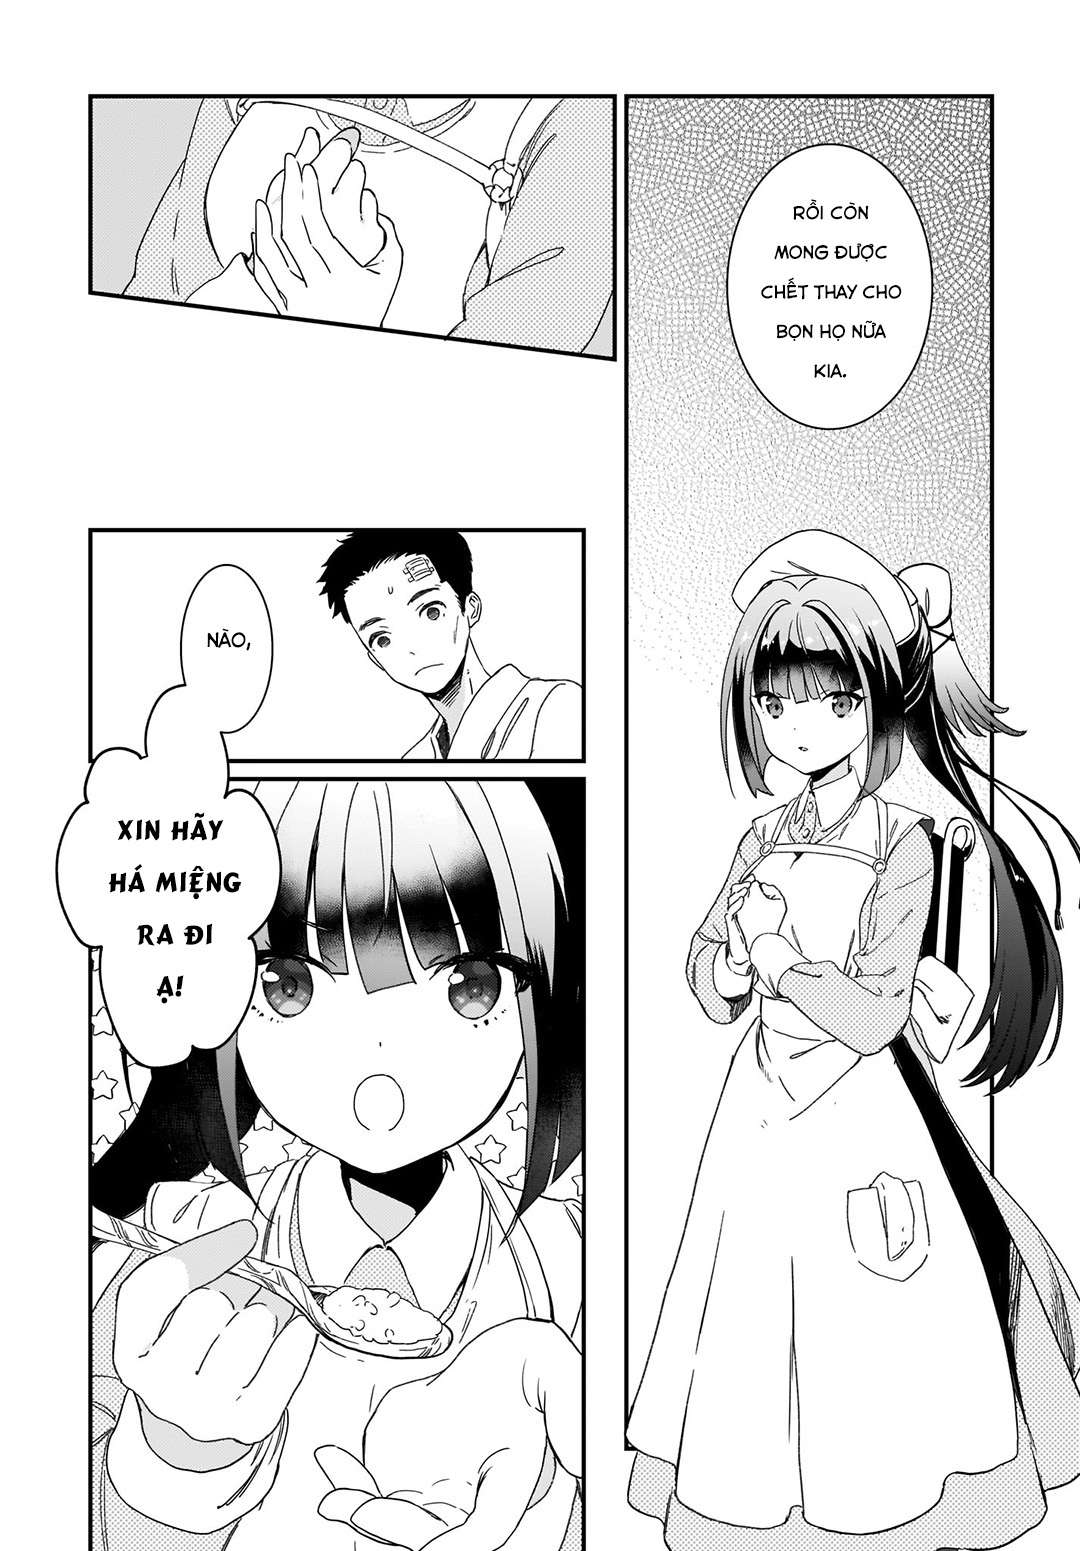 RỒI CÒN
MONG ĐƯỢC
CHẾT THAY CHO
BỌN HỌ NỮA
KIA.
NÀO,
XIN HÃY
HÁ MIỆNG
RA ĐI
Ạ!